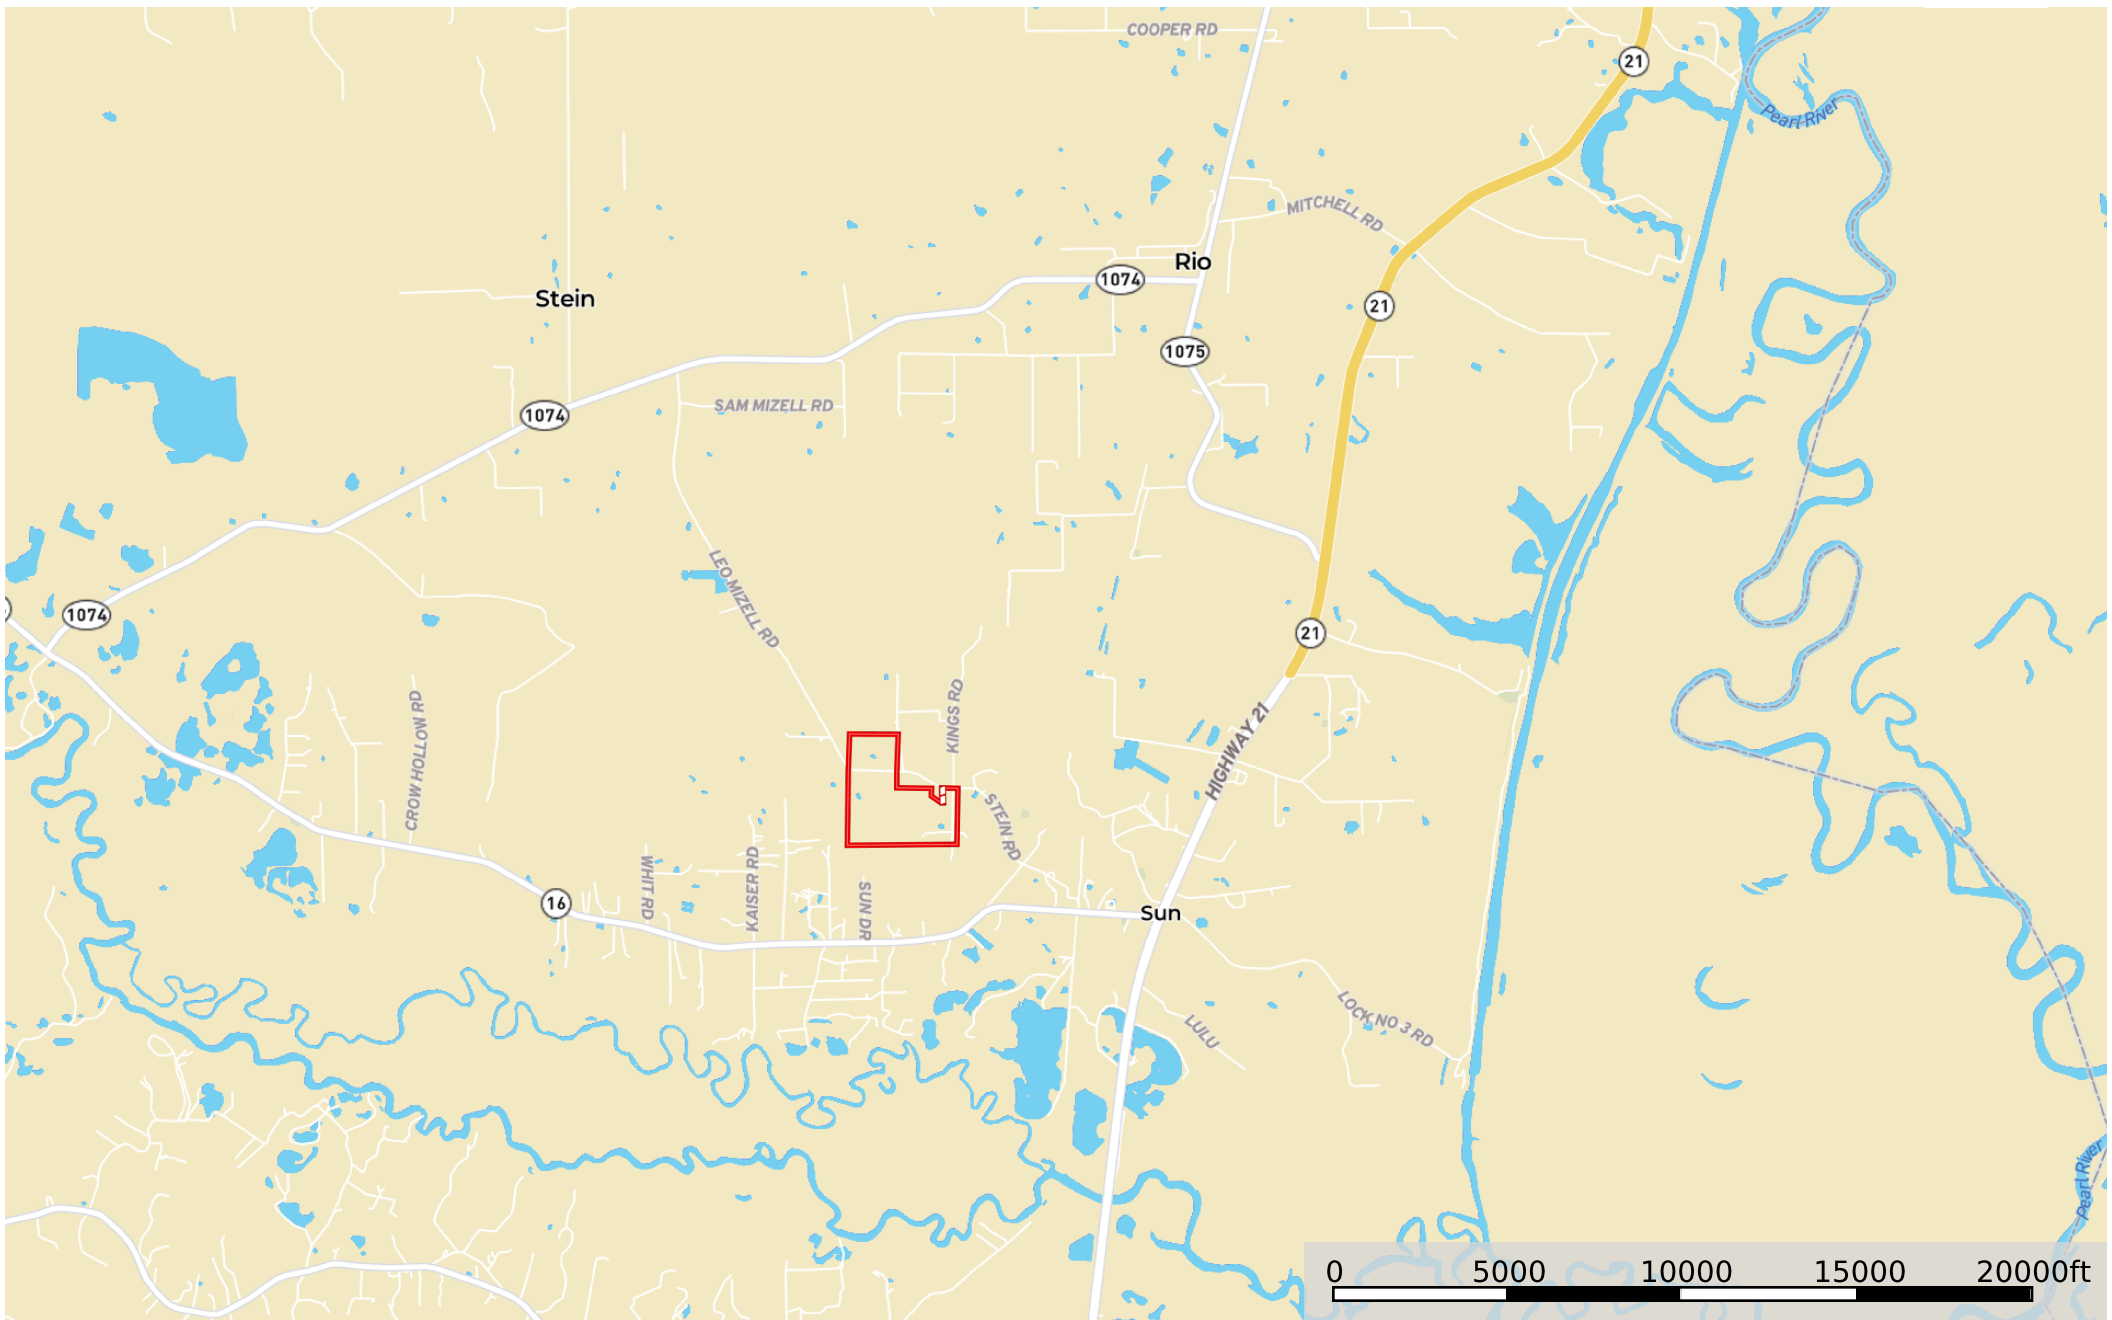 COOPER RD
21
Pearl River
MITCHELL RD
Rio
1074
Stein
21
1075
SAM MIZELL RD
1074
LEO MIZELL RD
1074
21
KINGS RD
CROW HOLLOW RD
HIGHWAY 21
STEIN RD
WHIT RD
KAISER RD
SUN DR
16
Sun
LOCK NO 3 RD
LULU
Pearl River
0 5000 10000 15000 20000ft